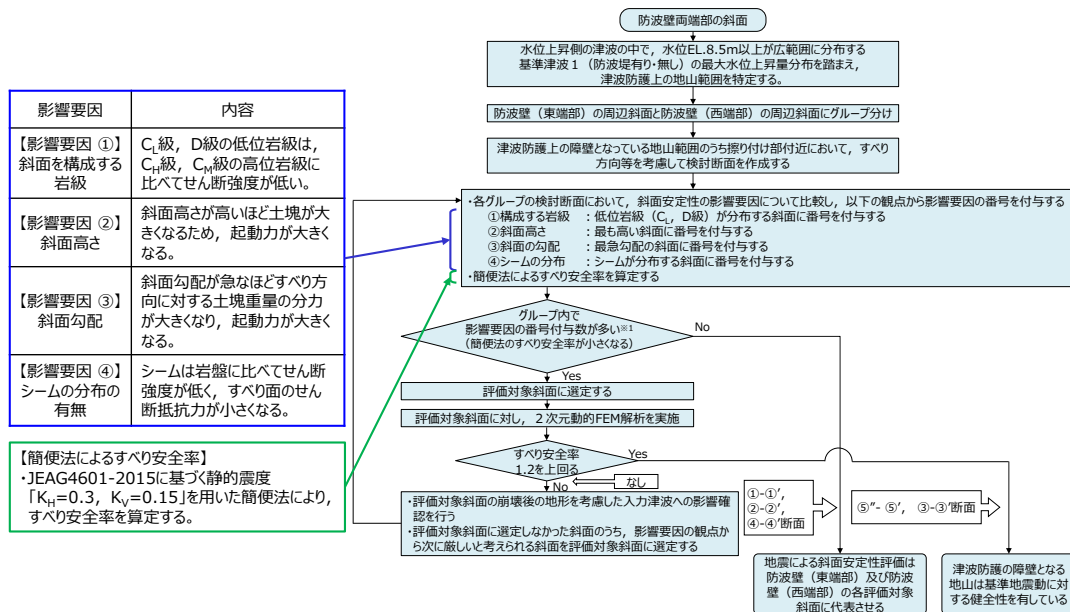 防波壁両端部の斜面
水位上昇側の津波の中で，水位EL.8.5m以上が広範囲に分布する
基準津波１（防波堤有り・無し）の最大水位上昇量分布を踏まえ，
津波防護上の地山範囲を特定する。
防波壁（東端部）の周辺斜面と防波壁（西端部）の周辺斜面にグループ分け
津波防護上の障壁となっている地山範囲のうち擦り付け部付近において，すべり
方向等を考慮して検討断面を作成する
・各グループの検討断面において，斜面安定性の影響要因について比較し，以下の観点から影響要因の番号を付与する
①構成する岩級　：低位岩級（CL，D級）が分布する斜面に番号を付与する
②斜面高さ　：最も高い斜面に番号を付与する
③斜面の勾配　：最急勾配の斜面に番号を付与する
④シームの分布　：シームが分布する斜面に番号を付与する
・簡便法によるすべり安全率を算定する
影響要因
内容
【影響要因 ①】
斜面を構成する
岩級
CL級，D級の低位岩級は，
CH級，CM級の高位岩級に
比べてせん断強度が低い。
【影響要因 ②】
斜面高さ
斜面高さが高いほど土塊が大
きくなるため，起動力が大きく
なる。
【影響要因 ③】
斜面勾配
斜面勾配が急なほどすべり方
向に対する土塊重量の分力
が大きくなり，起動力が大きく
なる。
【影響要因 ④】
シームの分布の
有無
シームは岩盤に比べてせん断
強度が低く，すべり面のせん
断抵抗力が小さくなる。
【簡便法によるすべり安全率】
・JEAG4601-2015に基づく静的震度
「KH=0.3，KV=0.15」を用いた簡便法により，
すべり安全率を算定する。
グループ内で
影響要因の番号付与数が多い※1
（簡便法のすべり安全率が小さくなる）
No
Yes
評価対象斜面に選定する
評価対象斜面に対し，２次元動的FEM解析を実施
すべり安全率
1.2を上回る
Yes
なし
No
・評価対象斜面の崩壊後の地形を考慮した入力津波への影響確
認を行う
・評価対象斜面に選定しなかった斜面のうち，影響要因の観点か
ら次に厳しいと考えられる斜面を評価対象斜面に選定する
①-①’，
②-②’，
④-④’断面
⑤”-⑤’，③-③’断面
地震による斜面安定性評価は
防波壁（東端部）及び防波
壁（西端部）の各評価対象
斜面に代表させる
津波防護の障壁となる
地山は基準地震動に対
する健全性を有している